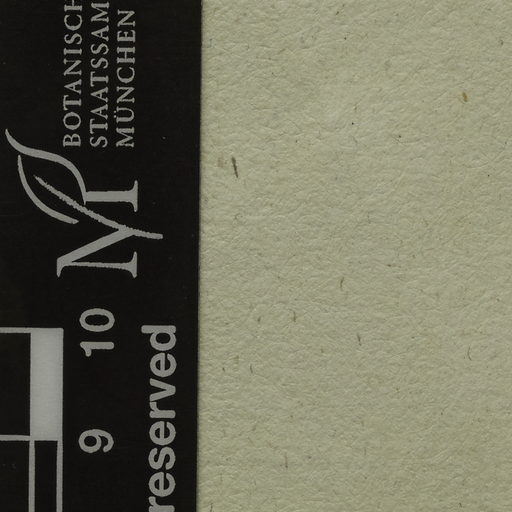 BOTANISCH
STAATSSAM
MÜNCHEN
M
10
9
reserved